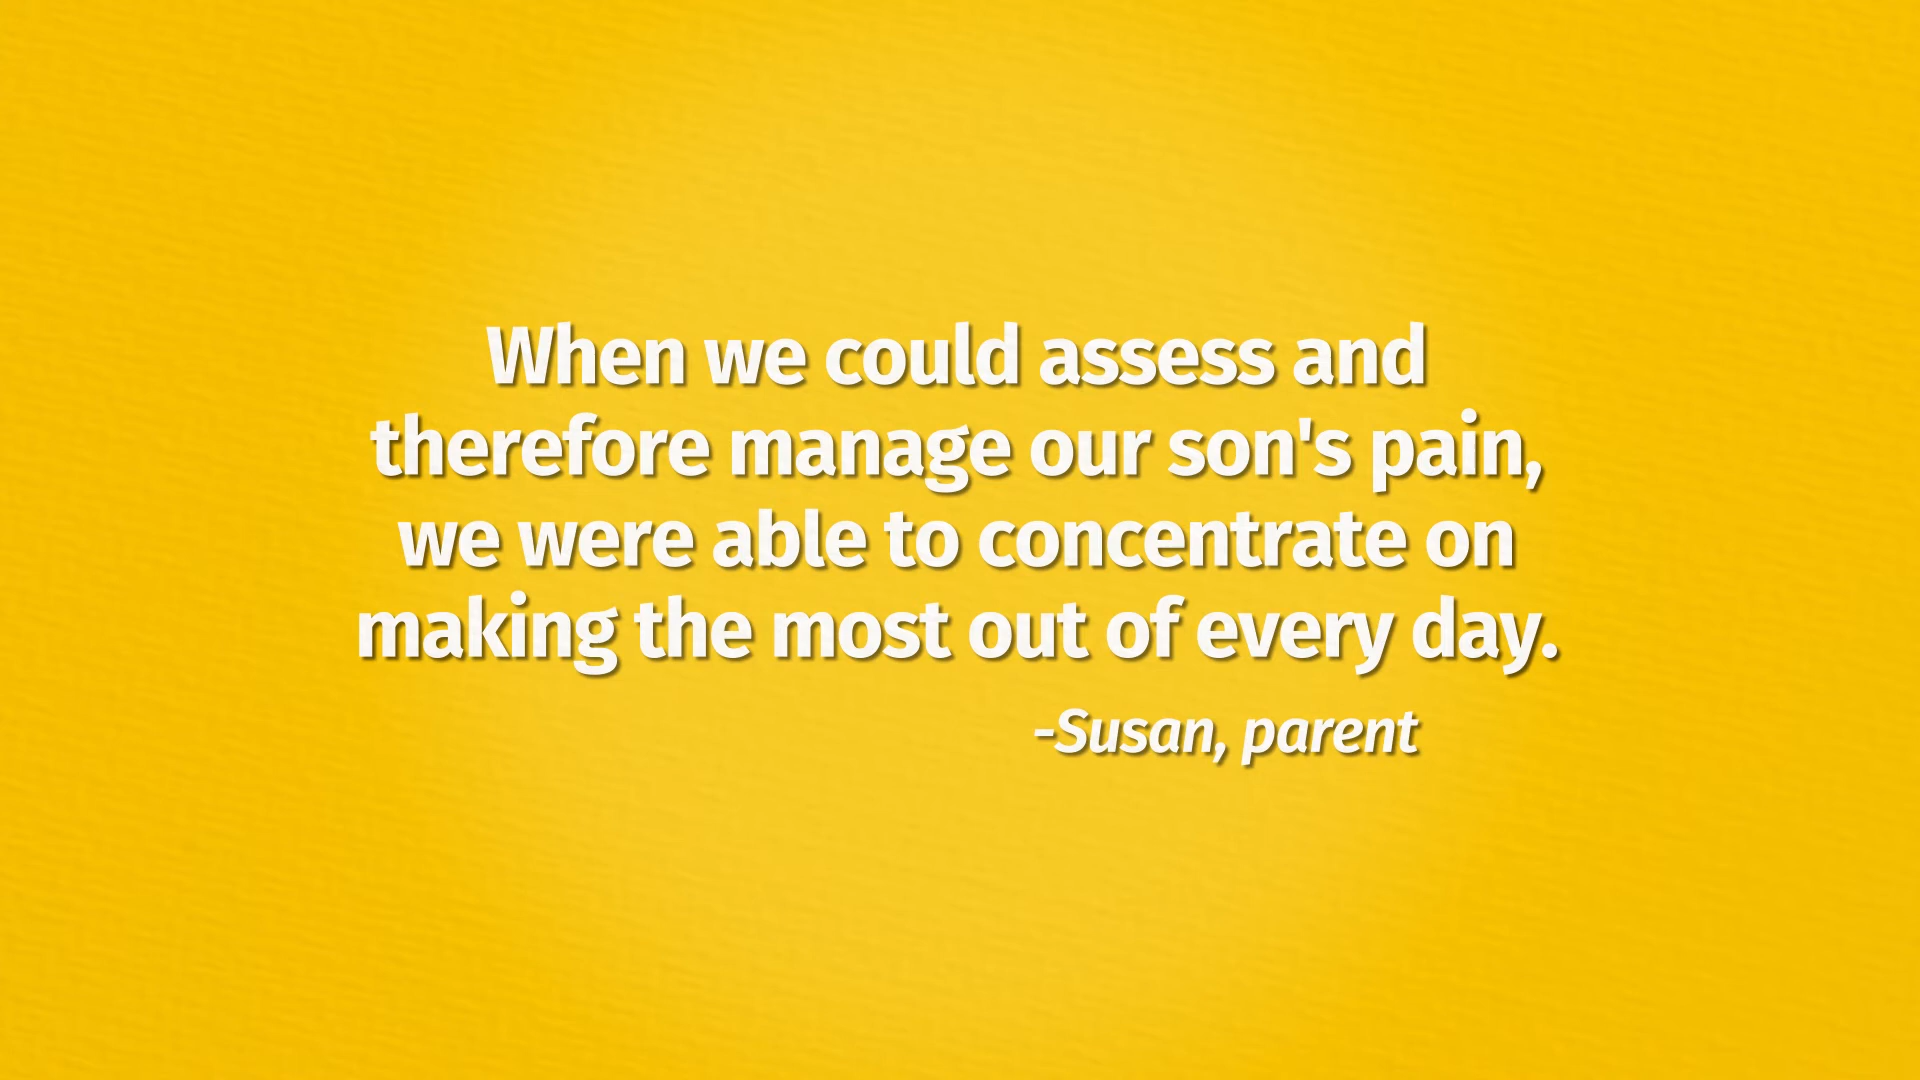 When we could assess and
therefore manage our son's pain,
we were able to concentrate on
making the most out of every day.
-Susan, parent